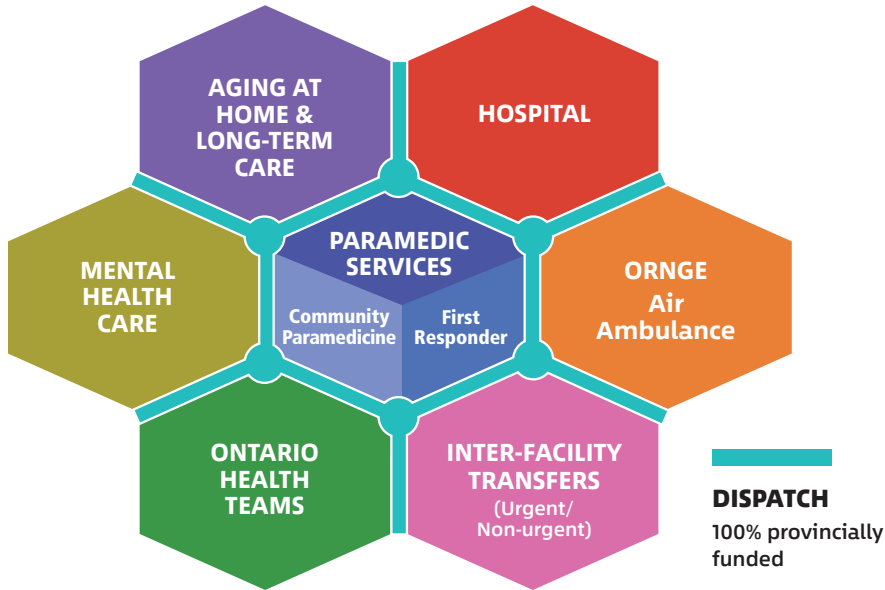 AGING AT
HOME &
LONG-TERM
CARE
HOSPITAL
MENTAL
HEALTH
CARE
PARAMEDIC
SERVICES
Community
Paramedicine
First
Responder
ORNGE
Air
Ambulance
ONTARIO
HEALTH
TEAMS
INTER-FACILITY
TRANSFERS
(Urgent/
Non-urgent)
DISPATCH
100% provincially
funded